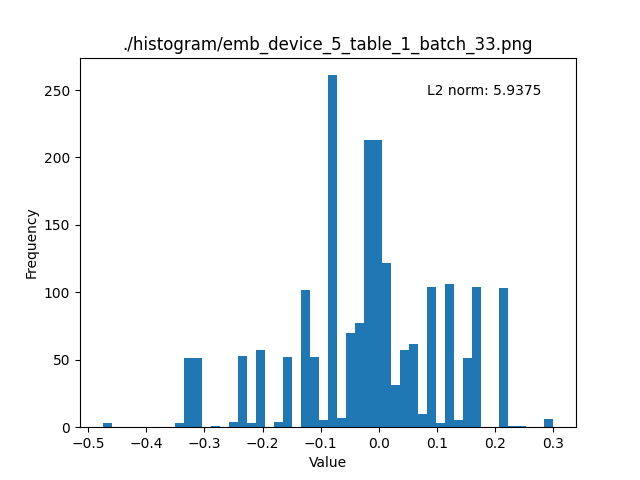 ./histogram/emb_device_5_table_1_batch_33.png
L2 norm: 5.9375
Frequency
250
200
150
100
50
0
−0.5 −0.4 −0.3 −0.2 −0.1 0.0 0.1 0.2 0.3
Value